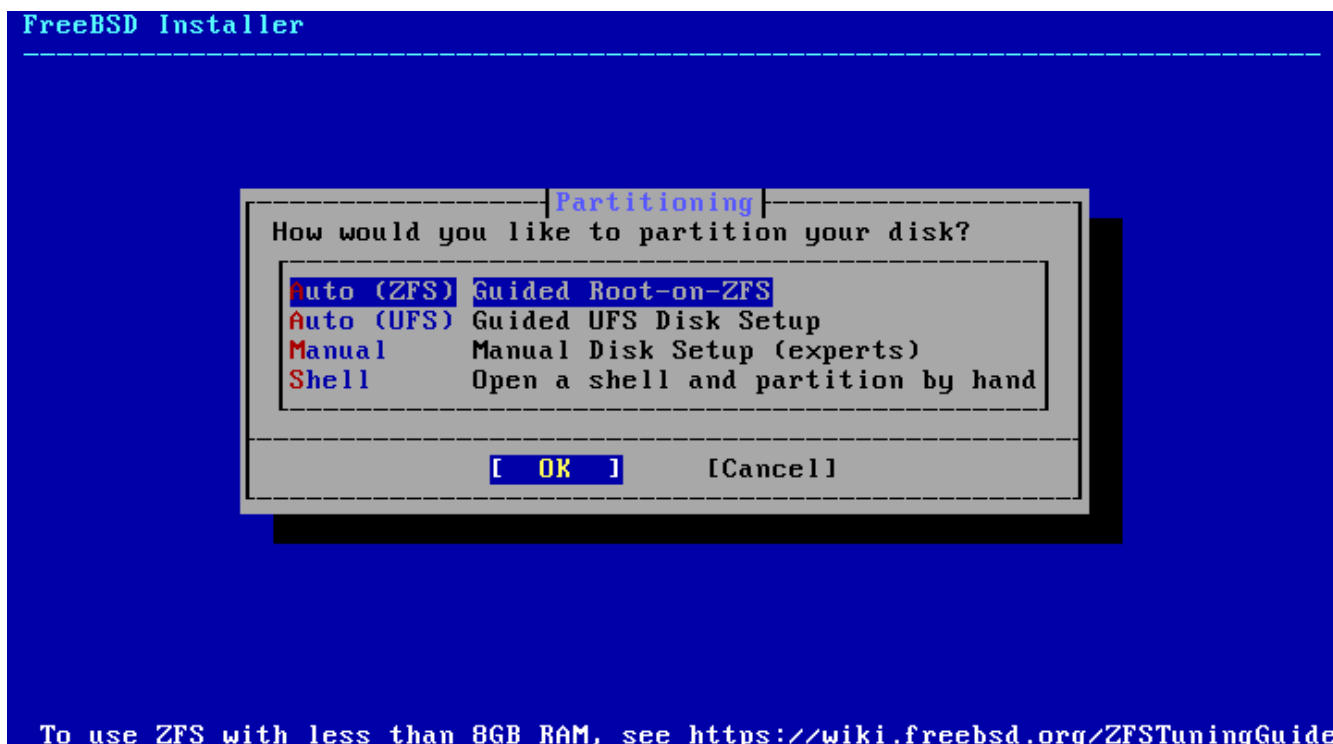 FreeBSD Installer
Partitioning
How would you like to partition your disk?
Auto (ZFS) Guided Root-on-ZFS
Auto (UFS) Guided UFS Disk Setup
Manual Manual Disk Setup (experts)
Shell Open a shell and partition by hand
[ OK ] [Cancel]
To use ZFS with less than 8GB RAM, see https://wiki.freebsd.org/ZFSTuningGuide